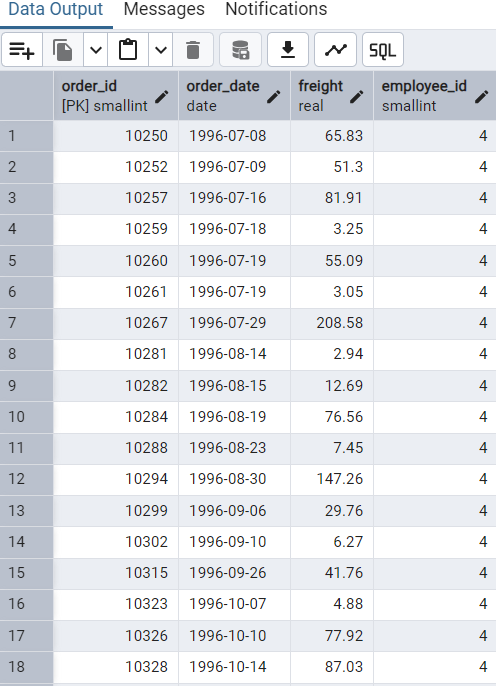 Data Output Messages Notifications
SQL
order_id order_date freight employee_id
[PK] smallint date real smallint
1 10250 1996-07-08 65.83 4
2 10252 1996-07-09 51.3 4
3 10257 1996-07-16 81.91 4
4 10259 1996-07-18 3.25 4
5 10260 1996-07-19 55.09 4
6 10261 1996-07-19 3.05 4
7 10267 1996-07-29 208.58 4
8 10281 1996-08-14 2.94 4
9 10282 1996-08-15 12.69 4
10 10284 1996-08-19 76.56 4
11 10288 1996-08-23 7.45 4
12 10294 1996-08-30 147.26 4
13 10299 1996-09-06 29.76 4
14 10302 1996-09-10 6.27 4
15 10315 1996-09-26 41.76 4
16 10323 1996-10-07 4.88 4
17 10326 1996-10-10 77.92 4
18 10328 1996-10-14 87.03 4